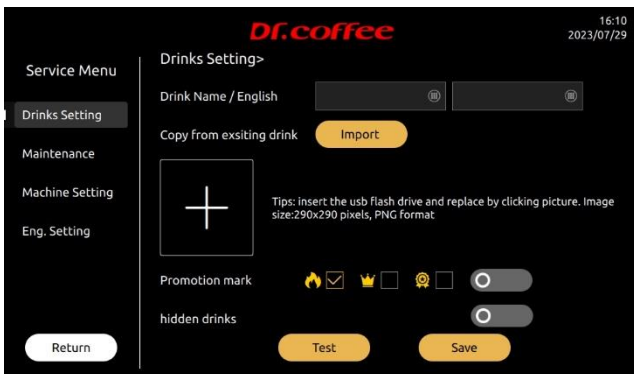 Dr.coffee
16:10
2023/07/29
Service Menu
Drinks Setting
Maintenance
Machine Setting
Eng. Setting
Return
Drinks Setting>
Drink Name / English
Copy from exsiting drink
Import
Tips: insert the usb flash drive and replace by clicking picture. Image
size:290x290 pixels, PNG format
Promotion mark
hidden drinks
Test
Save